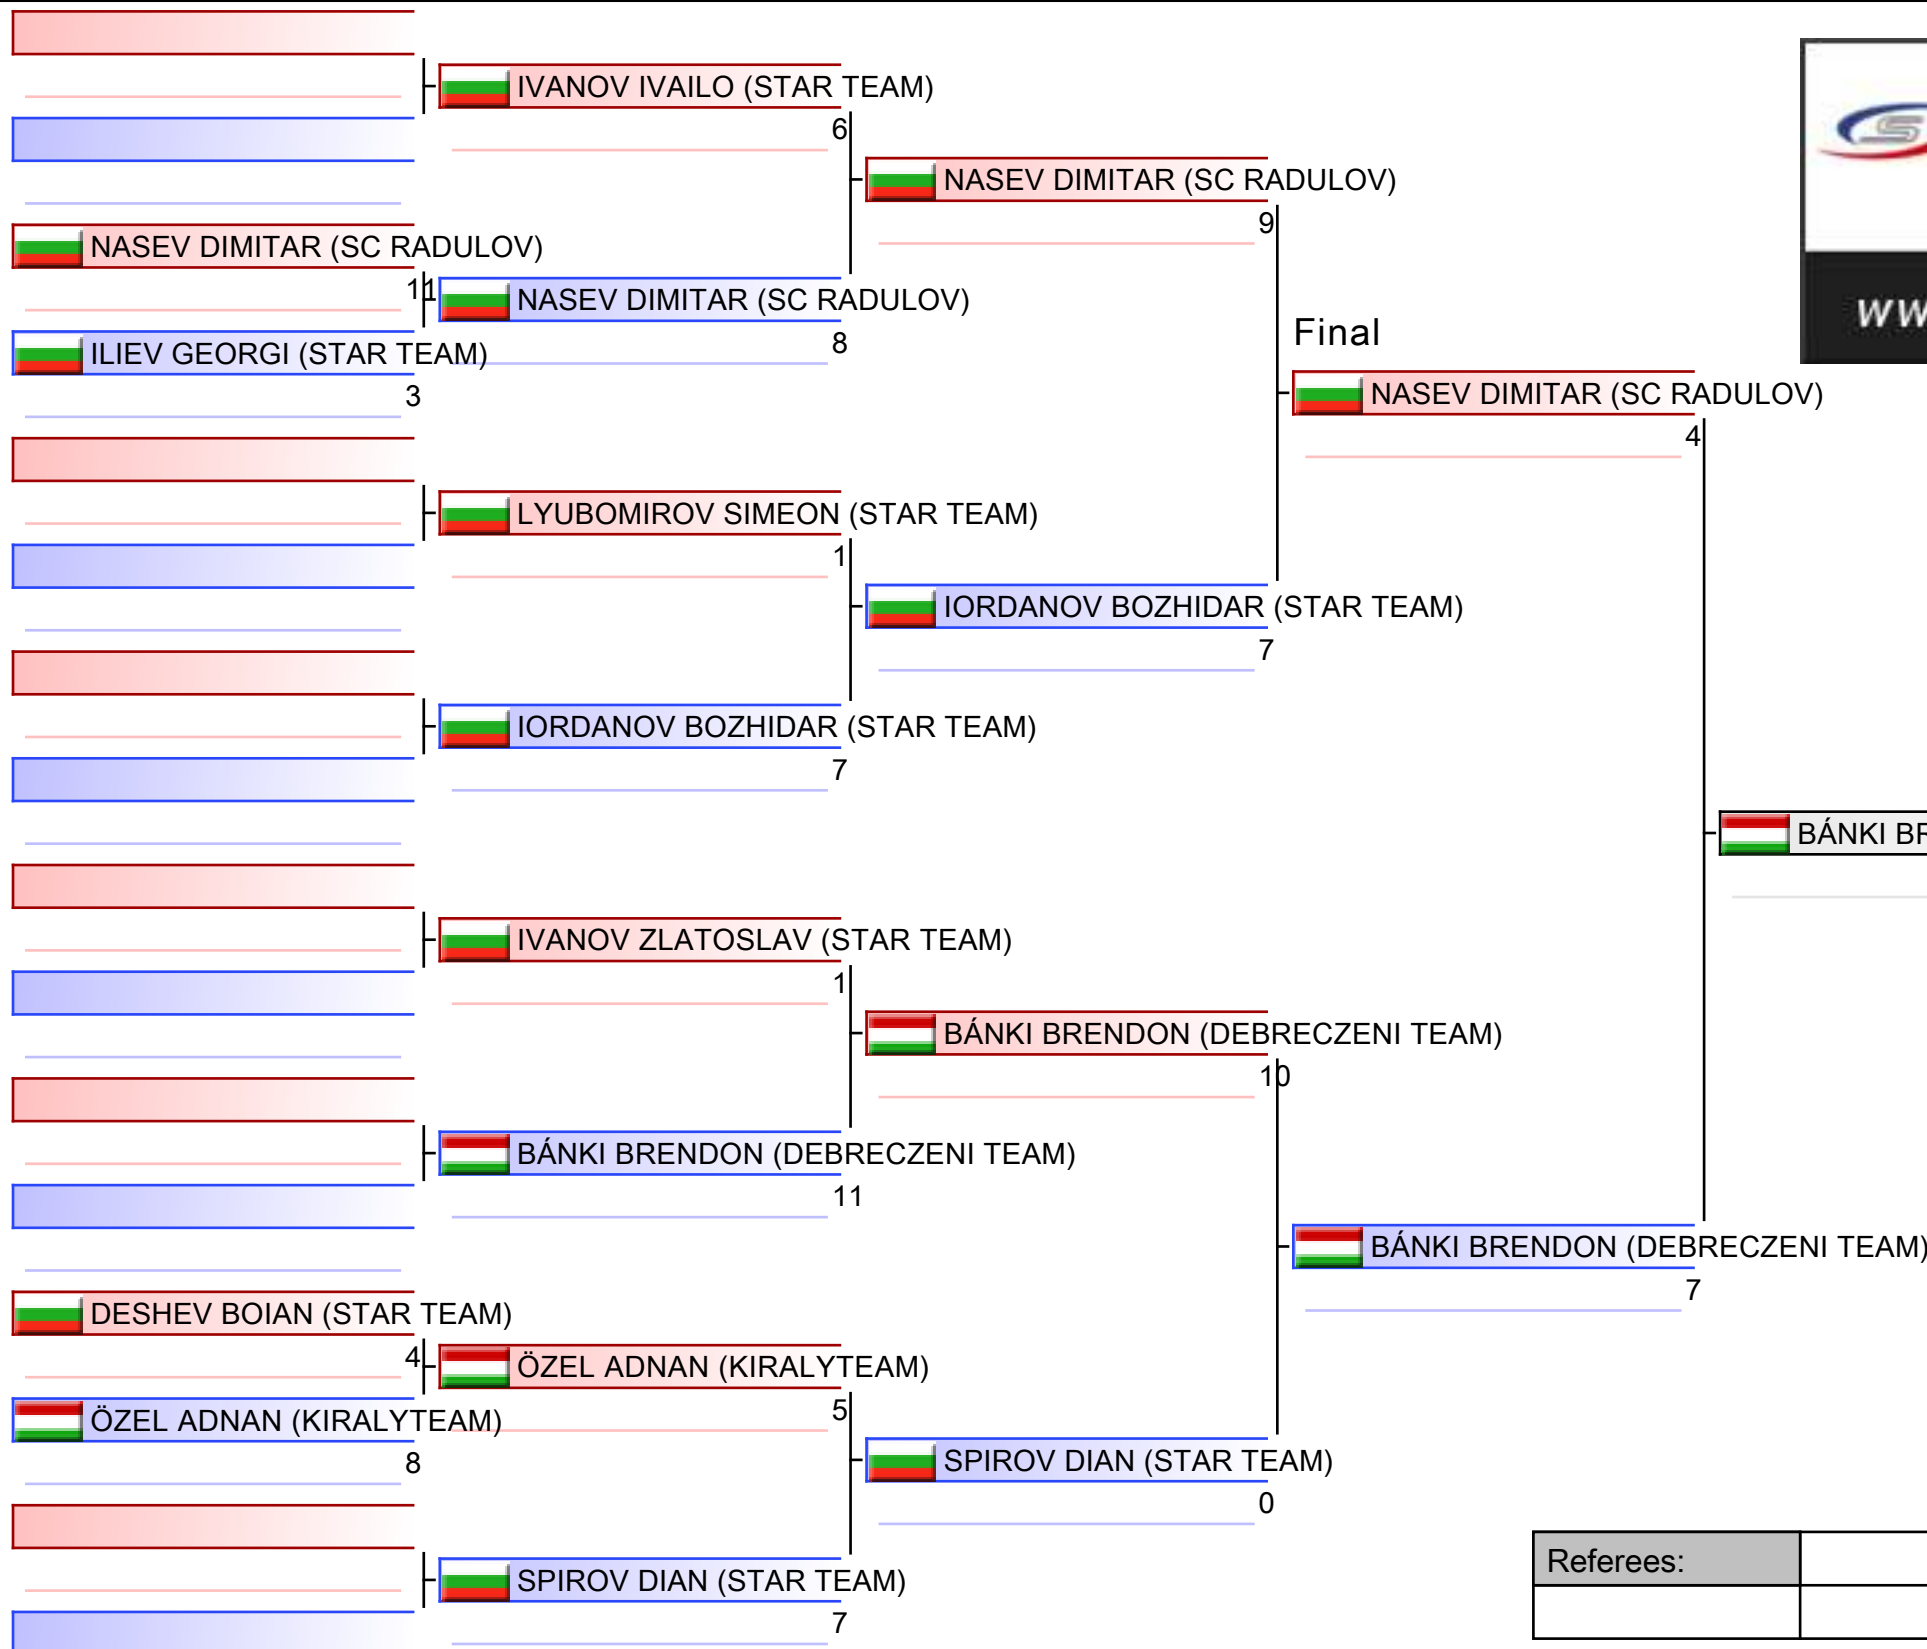 IVANOV IVAILO (STAR TEAM)
6
NASEV DIMITAR (SC RADULOV)
9
NASEV DIMITAR (SC RADULOV)
11
NASEV DIMITAR (SC RADULOV)
8
ILIEV GEORGI (STAR TEAM)
3
Final
NASEV DIMITAR (SC RADULOV)
4
LYUBOMIROV SIMEON (STAR TEAM)
1
IORDANOV BOZHIDAR (STAR TEAM)
7
IORDANOV BOZHIDAR (STAR TEAM)
7
BÁNKI BR
IVANOV ZLATOSLAV (STAR TEAM)
1
BÁNKI BRENDON (DEBRECZENI TEAM)
10
BÁNKI BRENDON (DEBRECZENI TEAM)
11
BÁNKI BRENDON (DEBRECZENI TEAM)
7
DESHEV BOIAN (STAR TEAM)
4
ÖZEL ADNAN (KIRALYTEAM)
5
ÖZEL ADNAN (KIRALYTEAM)
8
SPIROV DIAN (STAR TEAM)
0
SPIROV DIAN (STAR TEAM)
7
Referees:
S
ww